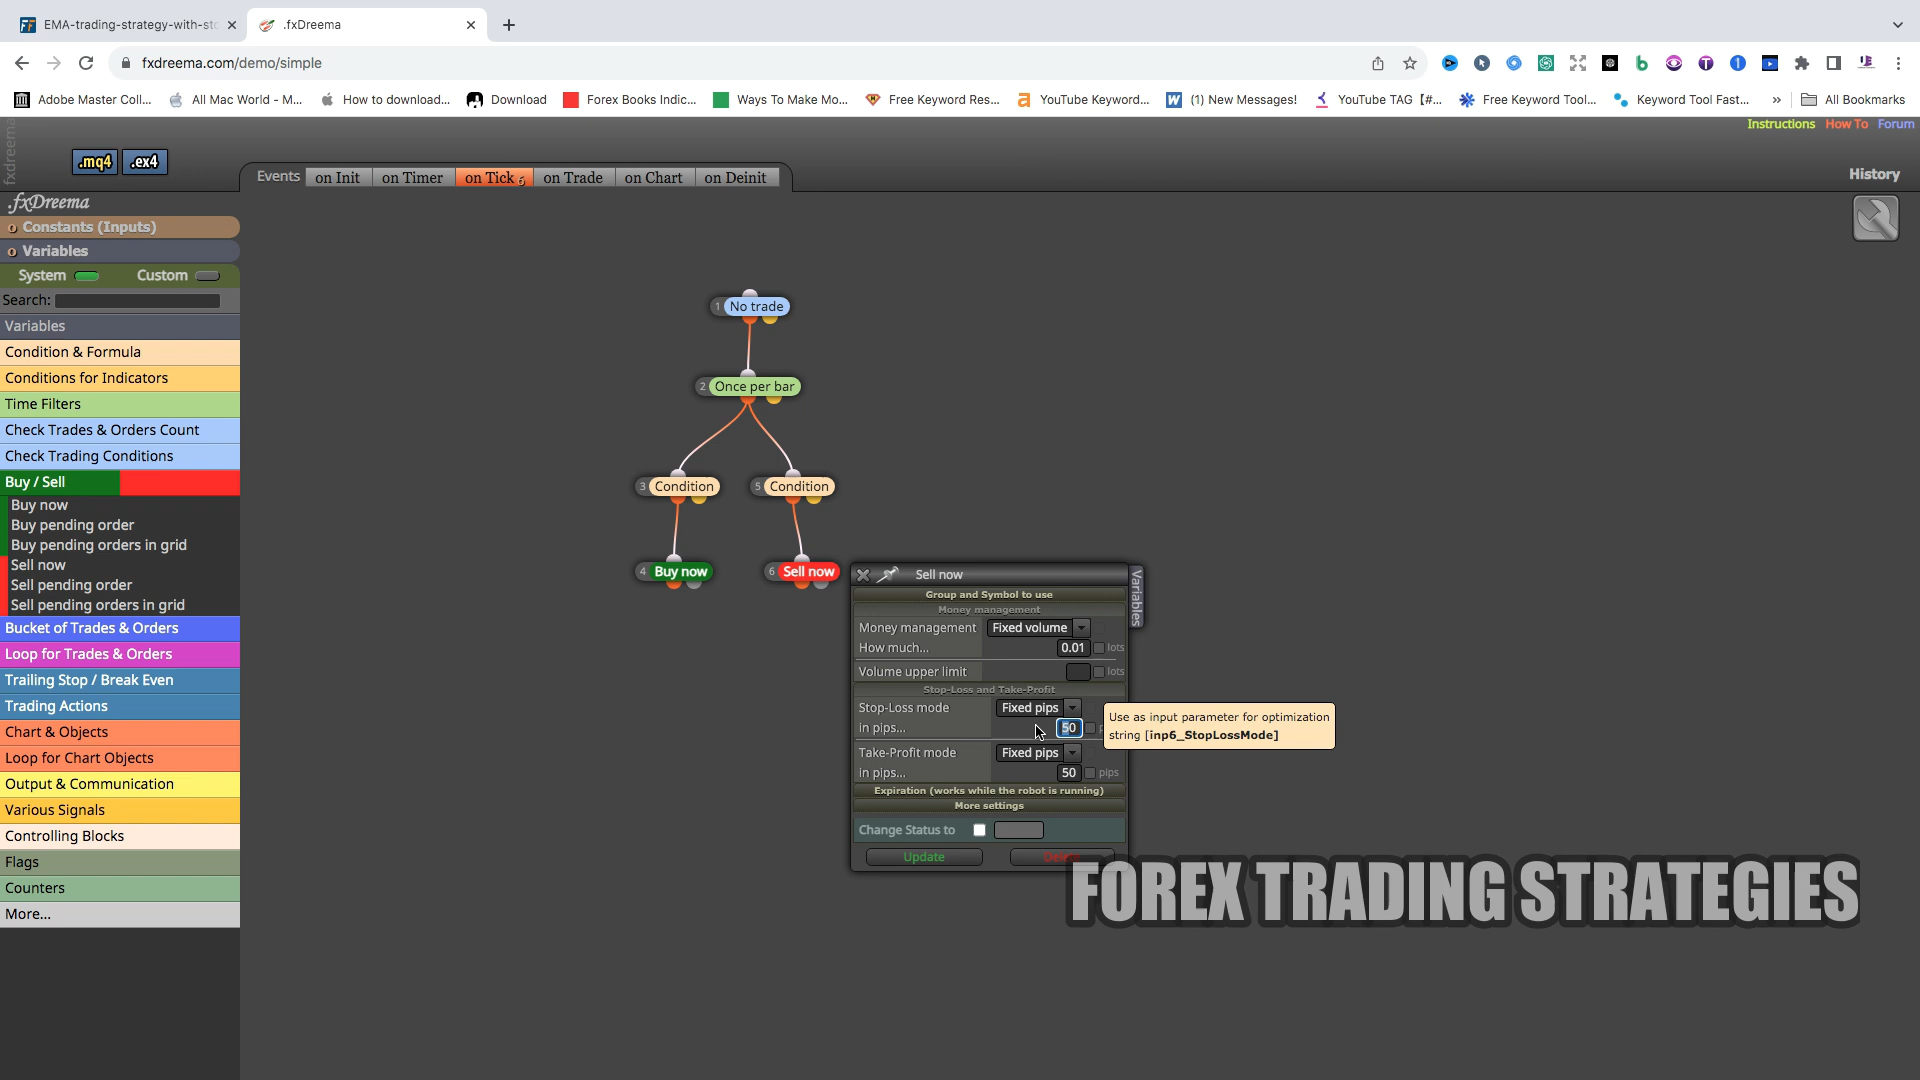 EMA-trading-strategy-with-sto
.fxDreema
fxdreema.com/demo/simple
Adobe Master Coll...
All Mac World - M...
How to download...
Download
Forex Books Indic...
Ways To Make Mo...
Free Keyword Res...
YouTube Keyword...
(1) New Messages!
YouTube TAG【#...
Free Keyword Tool...
Keyword Tool Fast...
All Bookmarks
Instructions How To Forum
fxdreema
.mq4 .ex4
Events on Init on Timer on Tick 6 on Trade on Chart on Deinit
History
.fxDreema
o Constants (Inputs)
o Variables
System Custom
Search:
Variables
Condition & Formula
Conditions for Indicators
Time Filters
Check Trades & Orders Count
Check Trading Conditions
Buy / Sell
Buy now
Buy pending order
Buy pending orders in grid
Sell now
Sell pending order
Sell pending orders in grid
Bucket of Trades & Orders
Loop for Trades & Orders
Trailing Stop / Break Even
Trading Actions
Chart & Objects
Loop for Chart Objects
Output & Communication
Various Signals
Controlling Blocks
Flags
Counters
More...
1 No trade
2 Once per bar
3 Condition
5 Condition
4 Buy now
6 Sell now
Sell now
Variables
Group and Symbol to use
Money management
Money management Fixed volume
How much... 0.01 lots
Volume upper limit lots
Stop-Loss and Take-Profit
Stop-Loss mode Fixed pips
in pips... 50
Take-Profit mode Fixed pips
in pips... 50 pips
Expiration (works while the robot is running)
More settings
Change Status to
Update Delete
Use as input parameter for optimization
string [inp6_StopLossMode]
FOREX TRADING STRATEGIES